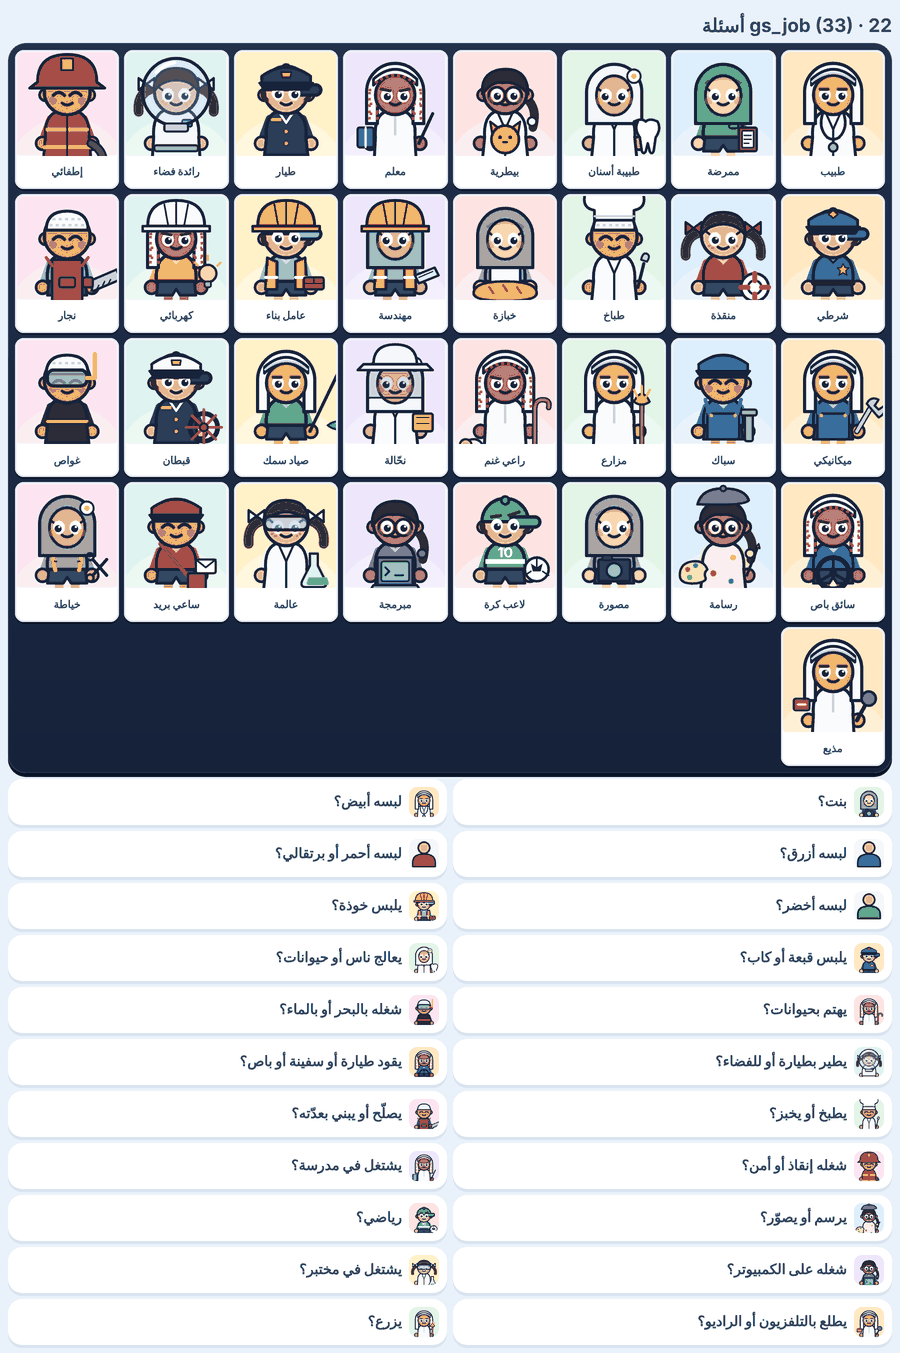 gs_job (33) · 22 أسئلة
طبيب
ممرضة
طبيبة أسنان
بيطرية
معلم
طيار
رائدة فضاء
إطفائي
شرطي
منقذة
طباخ
خبازة
مهندسة
عامل بناء
كهربائي
نجار
ميكانيكي
سباك
مزارع
راعي غنم
نحّالة
صياد سمك
قبطان
غواص
سائق باص
رسامة
مصورة
لاعب كرة
10
مبرمجة
عالمة
ساعي بريد
خياطة
مذيع
بنت؟
لبسه أبيض؟
لبسه أزرق؟
لبسه أحمر أو برتقالي؟
لبسه أخضر؟
يلبس خوذة؟
يلبس قبعة أو كاب؟
يعالج ناس أو حيوانات؟
يهتم بحيوانات؟
شغله بالبحر أو بالماء؟
يطير بطيارة أو للفضاء؟
يقود طيارة أو سفينة أو باص؟
يطبخ أو يخبز؟
يصلّح أو يبني بعدّته؟
شغله إنقاذ أو أمن؟
يشتغل في مدرسة؟
يرسم أو يصوّر؟
رياضي؟
شغله على الكمبيوتر؟
يشتغل في مختبر؟
يطلع بالتلفزيون أو الراديو؟
يزرع؟